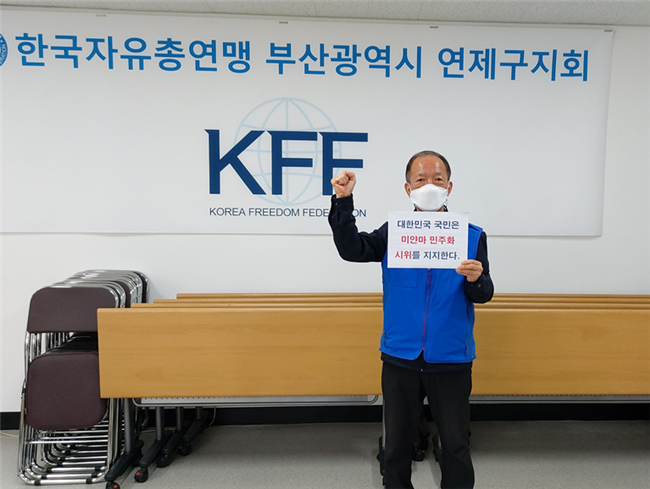 한국자유총연맹 부산광역시 연제구지회
KFF
KOREA FREEDOM FEDERATION
대한민국 국민은
미얀마 민주화
시위를 지지한다.